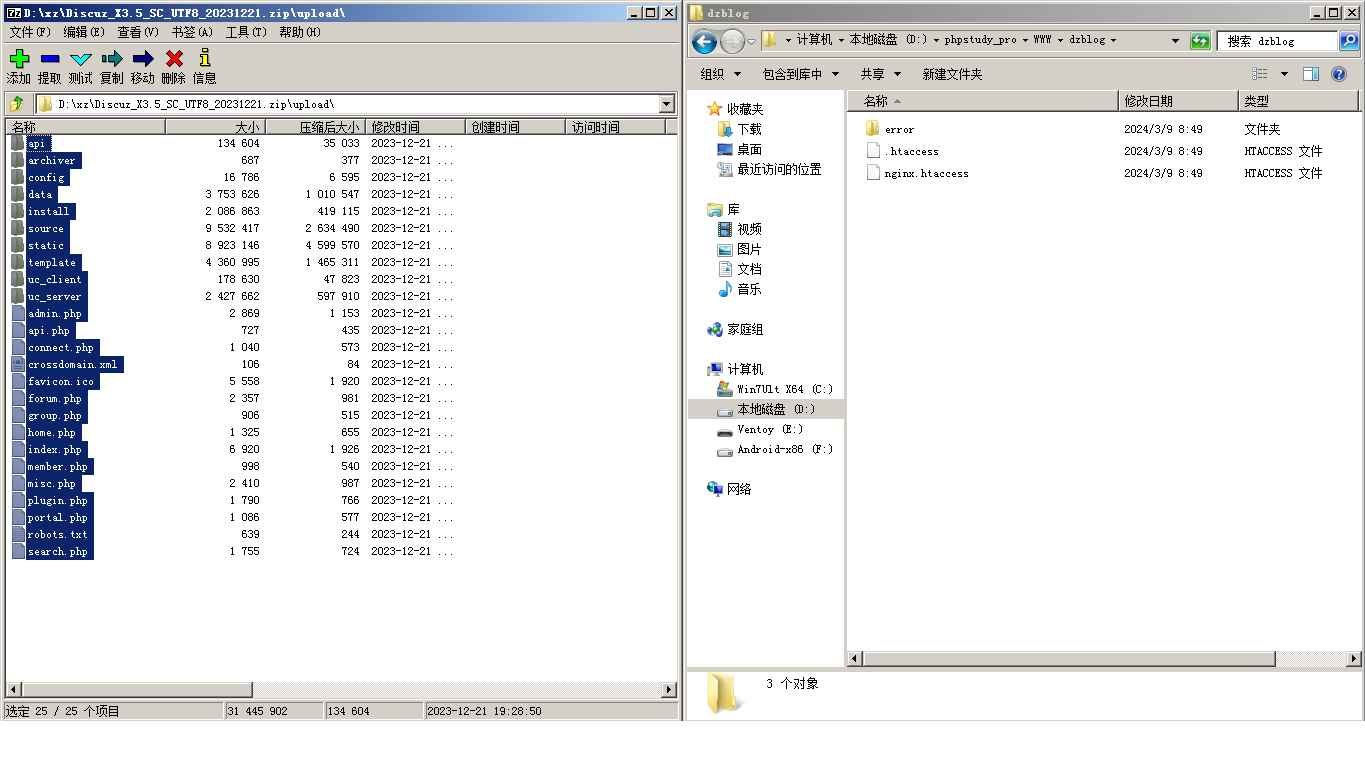 D:\xz\Discuz_X3.5_SC_UTF8_20231221.zip\upload\
文件(F) 编辑(E) 查看(V) 书签(A) 工具(T) 帮助(H)
添加 提取 测试 复制 移动 删除 信息
D:\xz\Discuz_X3.5_SC_UTF8_20231221.zip\upload\
名称 大小 压缩后大小 修改时间 创建时间 访问时间
api 134 604 35 033 2023-12-21 ...
archiver 687 377 2023-12-21 ...
config 16 786 6 595 2023-12-21 ...
data 3 753 626 1 010 547 2023-12-21 ...
install 2 086 863 419 115 2023-12-21 ...
source 9 532 417 2 634 490 2023-12-21 ...
static 8 923 146 4 599 570 2023-12-21 ...
template 4 360 995 1 465 311 2023-12-21 ...
uc_client 178 630 47 823 2023-12-21 ...
uc_server 2 427 662 597 910 2023-12-21 ...
admin.php 2 869 1 153 2023-12-21 ...
api.php 727 435 2023-12-21 ...
connect.php 1 040 573 2023-12-21 ...
crossdomain.xml 106 84 2023-12-21 ...
favicon.ico 5 558 1 920 2023-12-21 ...
forum.php 2 357 981 2023-12-21 ...
group.php 906 515 2023-12-21 ...
home.php 1 325 655 2023-12-21 ...
index.php 6 920 1 926 2023-12-21 ...
member.php 998 540 2023-12-21 ...
misc.php 2 410 987 2023-12-21 ...
plugin.php 1 790 766 2023-12-21 ...
portal.php 1 086 577 2023-12-21 ...
robots.txt 639 244 2023-12-21 ...
search.php 1 755 724 2023-12-21 ...
选定 25 / 25 个项目 31 445 902 134 604 2023-12-21 19:28:50
dzblog
计算机 本地磁盘 (D:) phpstudy_pro WWW dzblog 搜索 dzblog
组织 包含到库中 共享 新建文件夹
收藏夹
下载
桌面
最近访问的位置
库
视频
图片
文档
音乐
家庭组
计算机
Win7Ult X64 (C:)
本地磁盘 (D:)
Ventoy (E:)
Android-x86 (F:)
网络
名称 修改日期 类型
error 2024/3/9 8:49 文件夹
.htaccess 2024/3/9 8:49 HTACCESS 文件
nginx.htaccess 2024/3/9 8:49 HTACCESS 文件
3 个对象